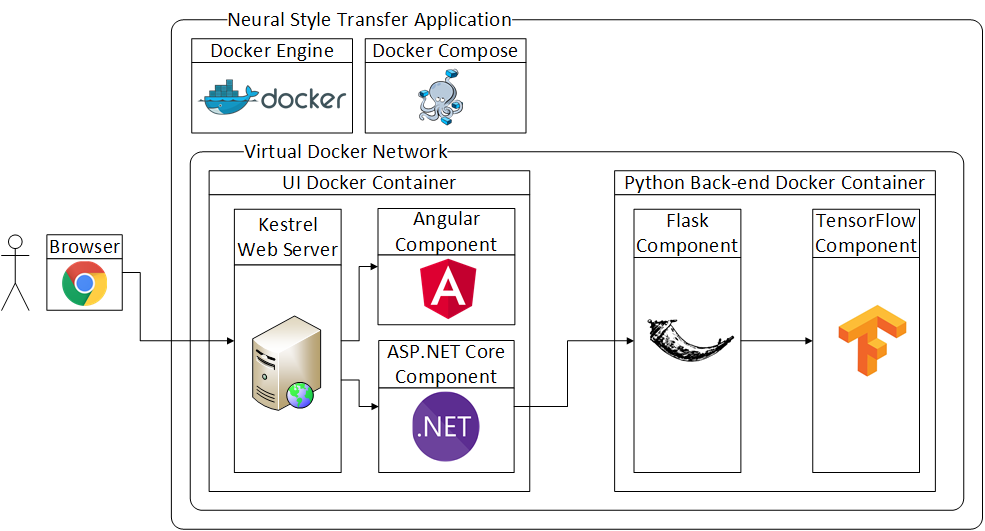 Neural Style Transfer Application
Docker Engine
Docker Compose
docker
Virtual Docker Network
UI Docker Container
Python Back-end Docker Container
Kestrel
Web Server
Angular
Component
A
Flask
Component
TensorFlow
Component
Browser
ASP.NET Core
Component
.NET